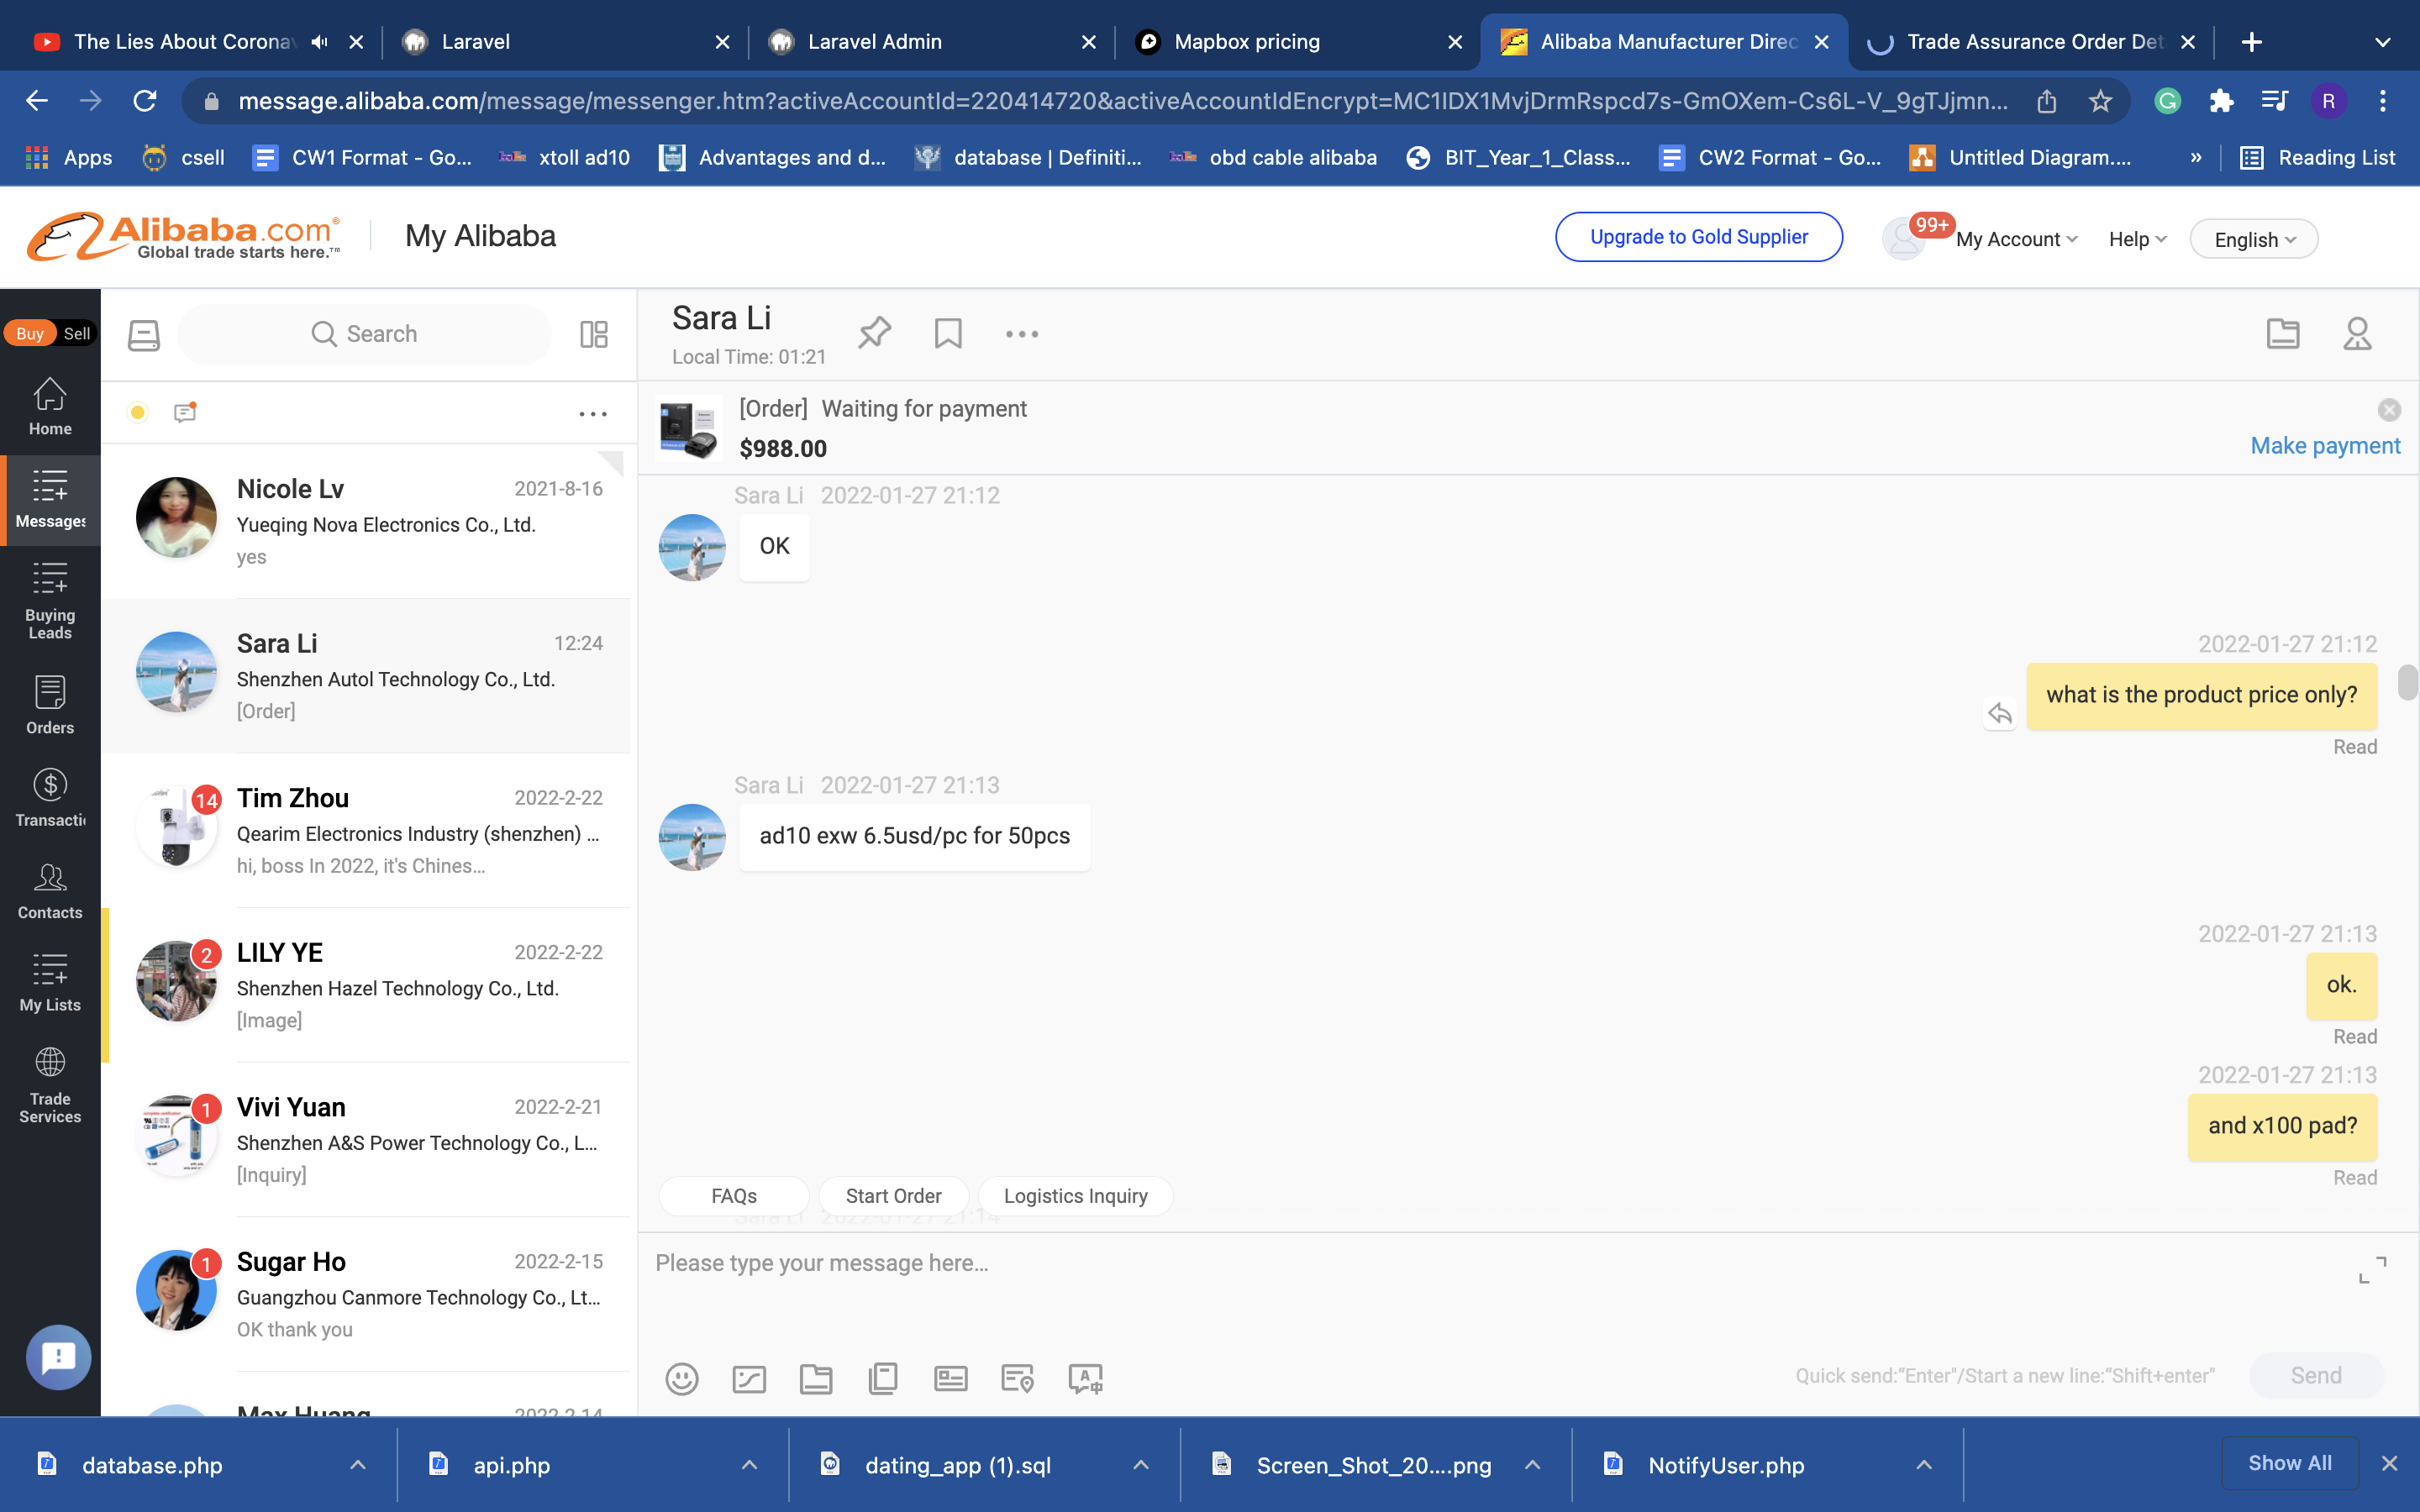 The Lies About Corona
Laravel
Laravel Admin
Mapbox pricing
Alibaba Manufacturer Direc
Trade Assurance Order Det
message.alibaba.com/message/messenger.htm?activeAccountId=220414720&activeAccountIdEncrypt=MC1IDX1MvjDrmRspcd7s-GmOXem-Cs6L-V_9gTJjmn...
R
Apps
csell
CW1 Format - Go...
xtoll ad10
Advantages and d...
database | Definiti...
obd cable alibaba
BIT_Year_1_Class...
CW2 Format - Go...
Untitled Diagram....
»
Reading List
Alibaba.com
Global trade starts here.™
My Alibaba
Upgrade to Gold Supplier
99+
My Account
Help
English
Buy Sell
Home
Messages
Buying
Leads
Orders
Transacti
Contacts
My Lists
Trade
Services
Search
Nicole Lv 2021-8-16
Yueqing Nova Electronics Co., Ltd.
yes
Sara Li 12:24
Shenzhen Autol Technology Co., Ltd.
[Order]
14
Tim Zhou 2022-2-22
Qearim Electronics Industry (shenzhen) ...
hi, boss In 2022, it's Chines...
2
LILY YE 2022-2-22
Shenzhen Hazel Technology Co., Ltd.
[Image]
1
Vivi Yuan 2022-2-21
Shenzhen A&S Power Technology Co., L...
[Inquiry]
1
Sugar Ho 2022-2-15
Guangzhou Canmore Technology Co., Lt...
OK thank you
Max Huang 2022-2-14
Sara Li
Local Time: 01:21
[Order] Waiting for payment
$988.00
Make payment
Sara Li 2022-01-27 21:12
OK
2022-01-27 21:12
what is the product price only?
Read
Sara Li 2022-01-27 21:13
ad10 exw 6.5usd/pc for 50pcs
2022-01-27 21:13
ok.
Read
2022-01-27 21:13
and x100 pad?
Read
FAQs
Start Order
Logistics Inquiry
Sara Li 2022-01-27 21:14
Please type your message here...
Quick send:“Enter"/Start a new line:“Shift+enter"
Send
database.php
api.php
dating_app (1).sql
Screen_Shot_20....png
NotifyUser.php
Show All